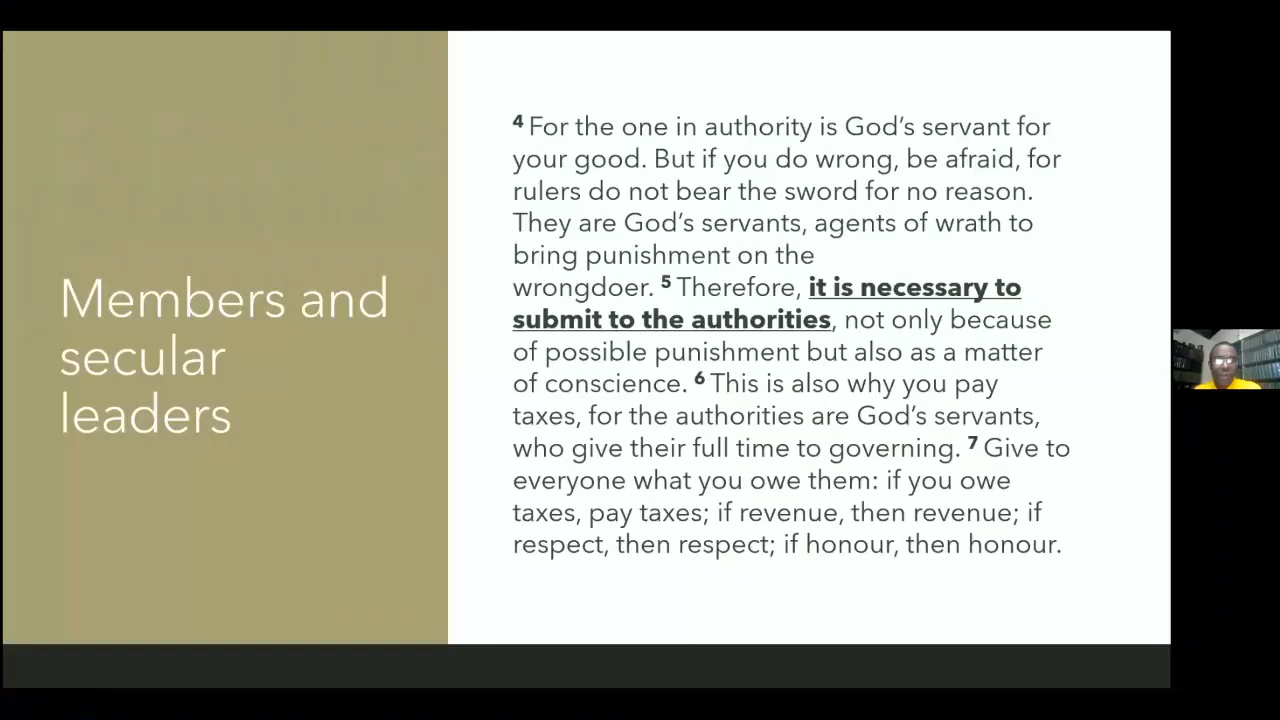 Members and
secular
leaders
4 For the one in authority is God’s servant for
your good. But if you do wrong, be afraid, for
rulers do not bear the sword for no reason.
They are God’s servants, agents of wrath to
bring punishment on the
wrongdoer. 5 Therefore, it is necessary to
submit to the authorities, not only because
of possible punishment but also as a matter
of conscience. 6 This is also why you pay
taxes, for the authorities are God’s servants,
who give their full time to governing. 7 Give to
everyone what you owe them: if you owe
taxes, pay taxes; if revenue, then revenue; if
respect, then respect; if honour, then honour.